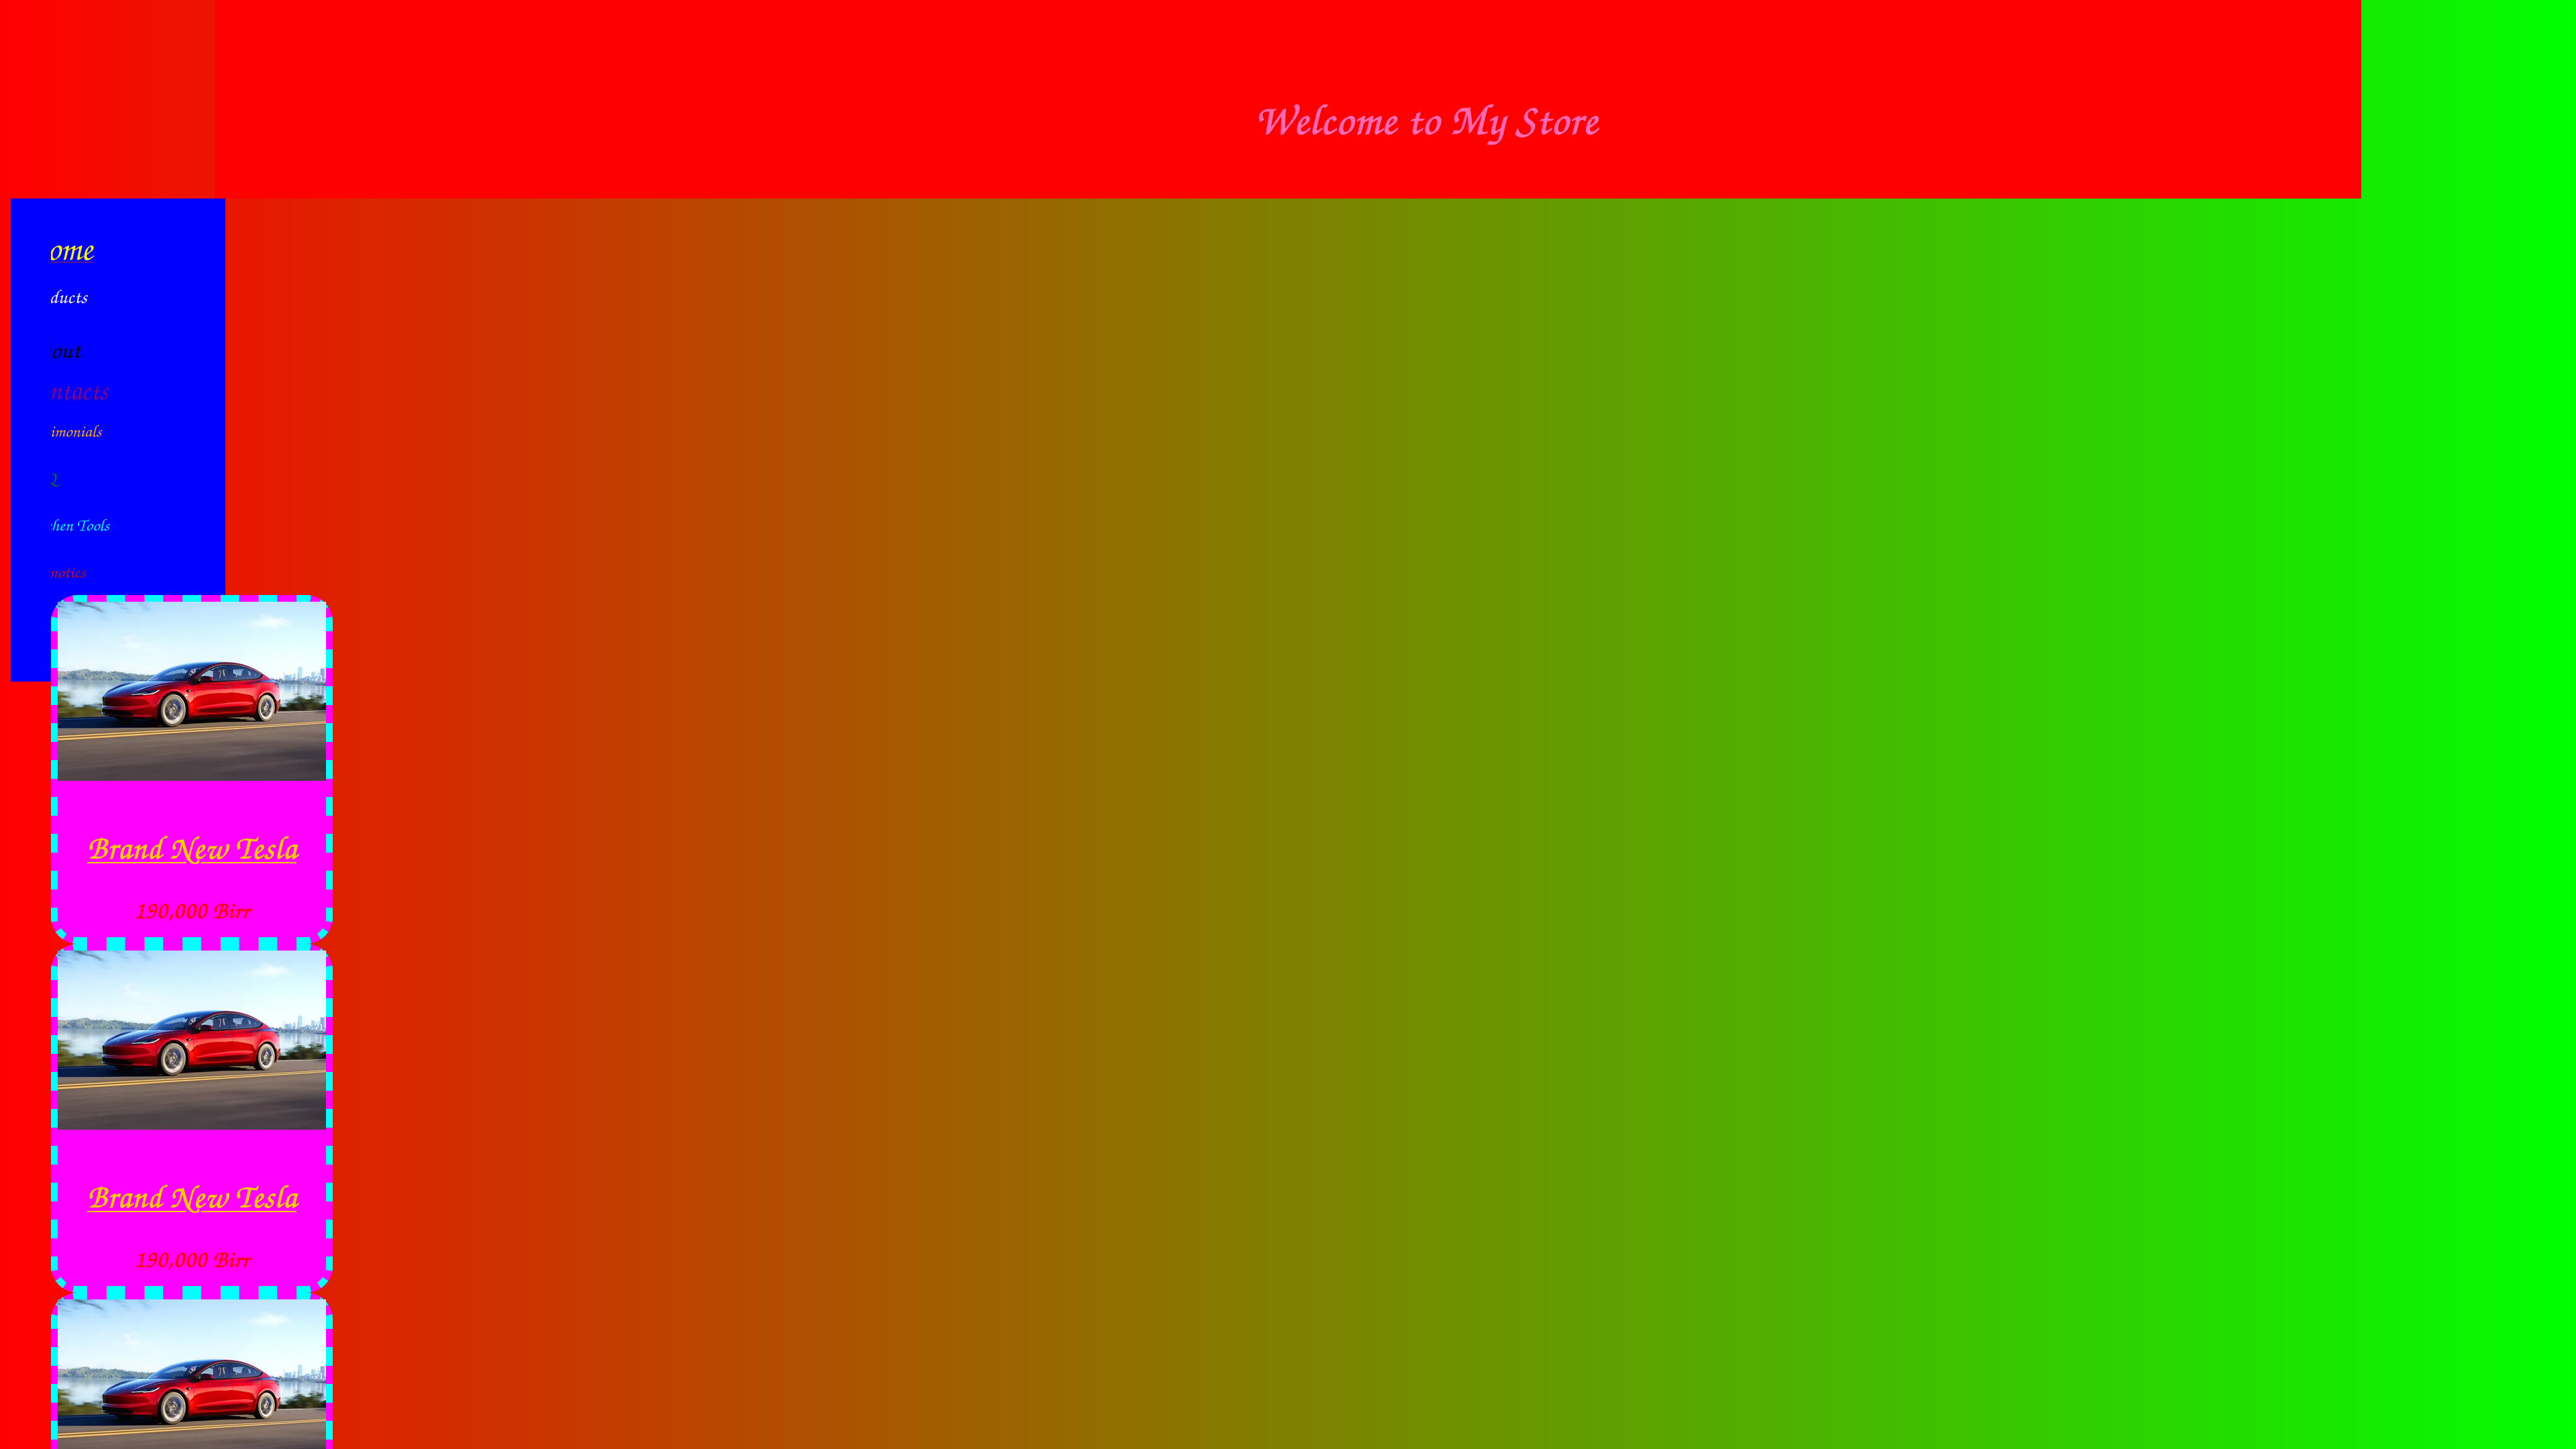 Welcome to My Store
ome
ducts
out
ntacts
imonials
Q
hen Tools
motics
Brand New Tesla
190,000 Birr
Brand New Tesla
190,000 Birr